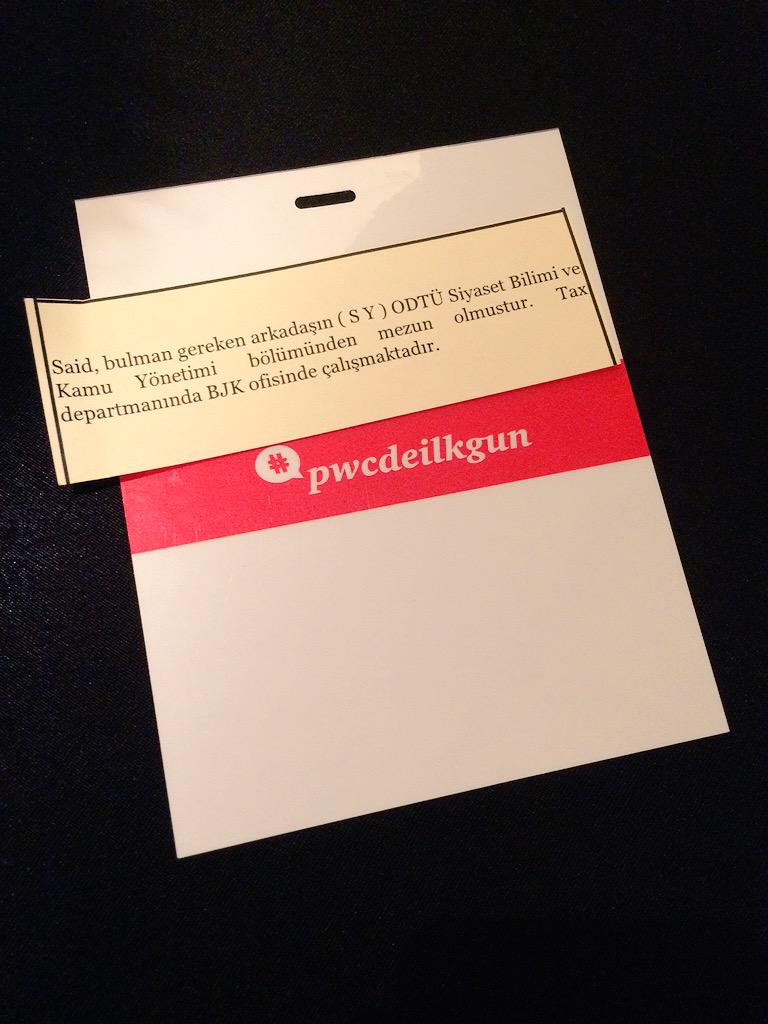 Said, bulman gereken arkadaşın ( S Y ) ODTÜ Siyaset Bilimi ve
Kamu Yönetimi bölümünden mezun olmustur. Tax
departmanında BJK ofisinde çalışmaktadır.
#pwcdeilkgun